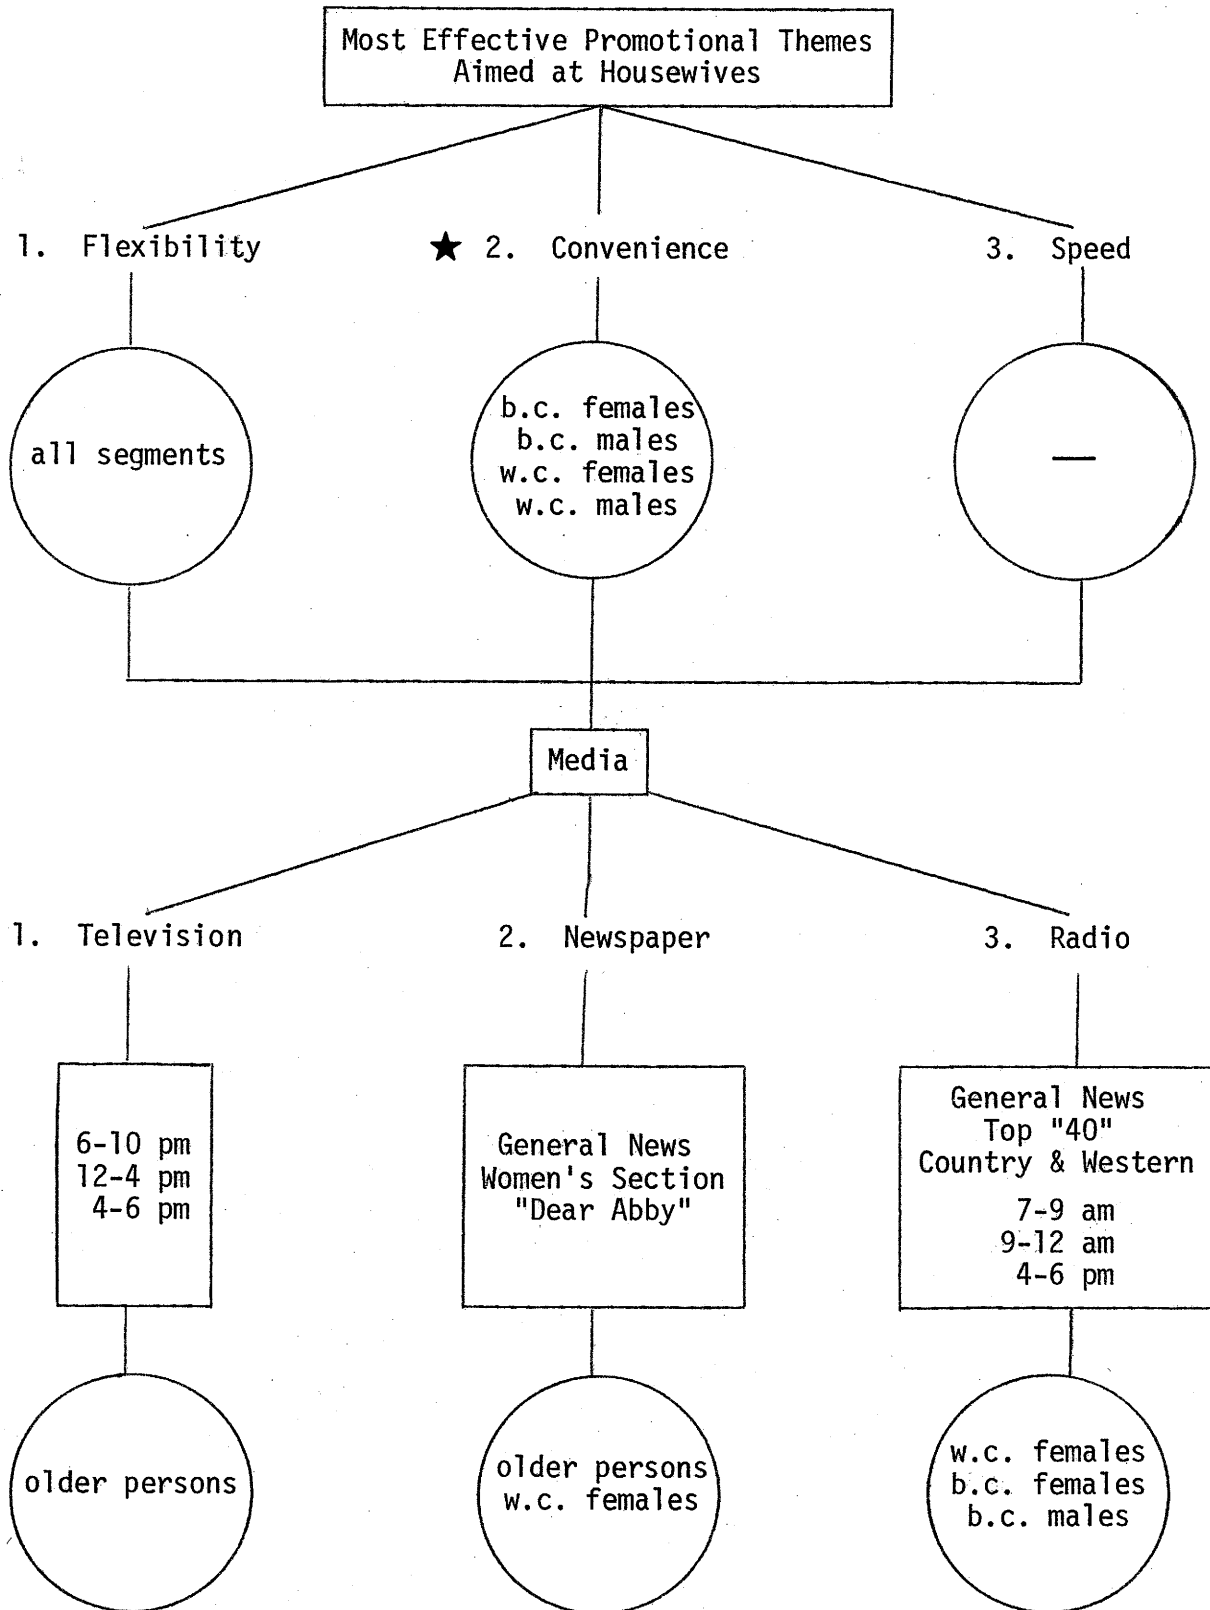 Most Effective Promotional Themes
Aimed at Housewives
1. Flexibility
★ 2. Convenience
3. Speed
all segments
b.c. females
b.c. males
w.c. females
w.c. males
—
Media
1. Television
2. Newspaper
3. Radio
6-10 pm
12-4 pm
4-6 pm
General News
Women's Section
"Dear Abby"
General News
Top "40"
Country & Western
7-9 am
9-12 am
4-6 pm
older persons
older persons
w.c. females
w.c. females
b.c. females
b.c. males